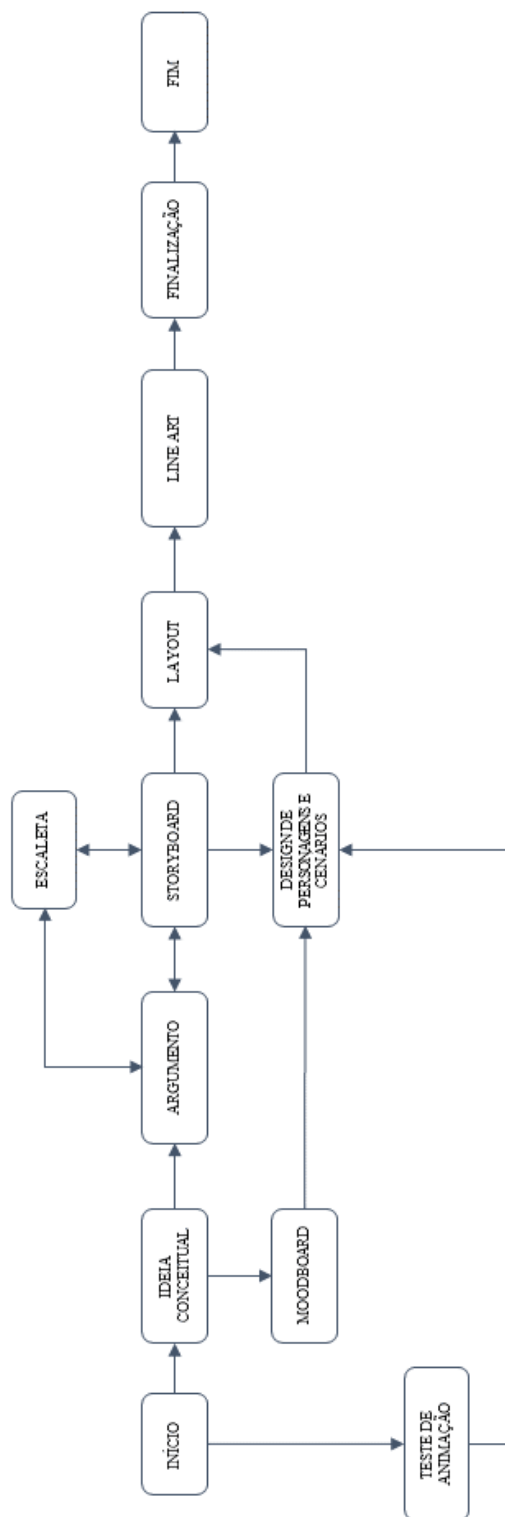 INÍCIO
IDEIA
CONCEITUAL
ARGUMENTO
ESCALETA
STORYBOARD
LAYOUT
LINE ART
FINALIZAÇÃO
FIM
MOODBOARD
DESIGN DE
PERSONAGENS E
CENÁRIOS
TESTE DE
ANIMAÇÃO